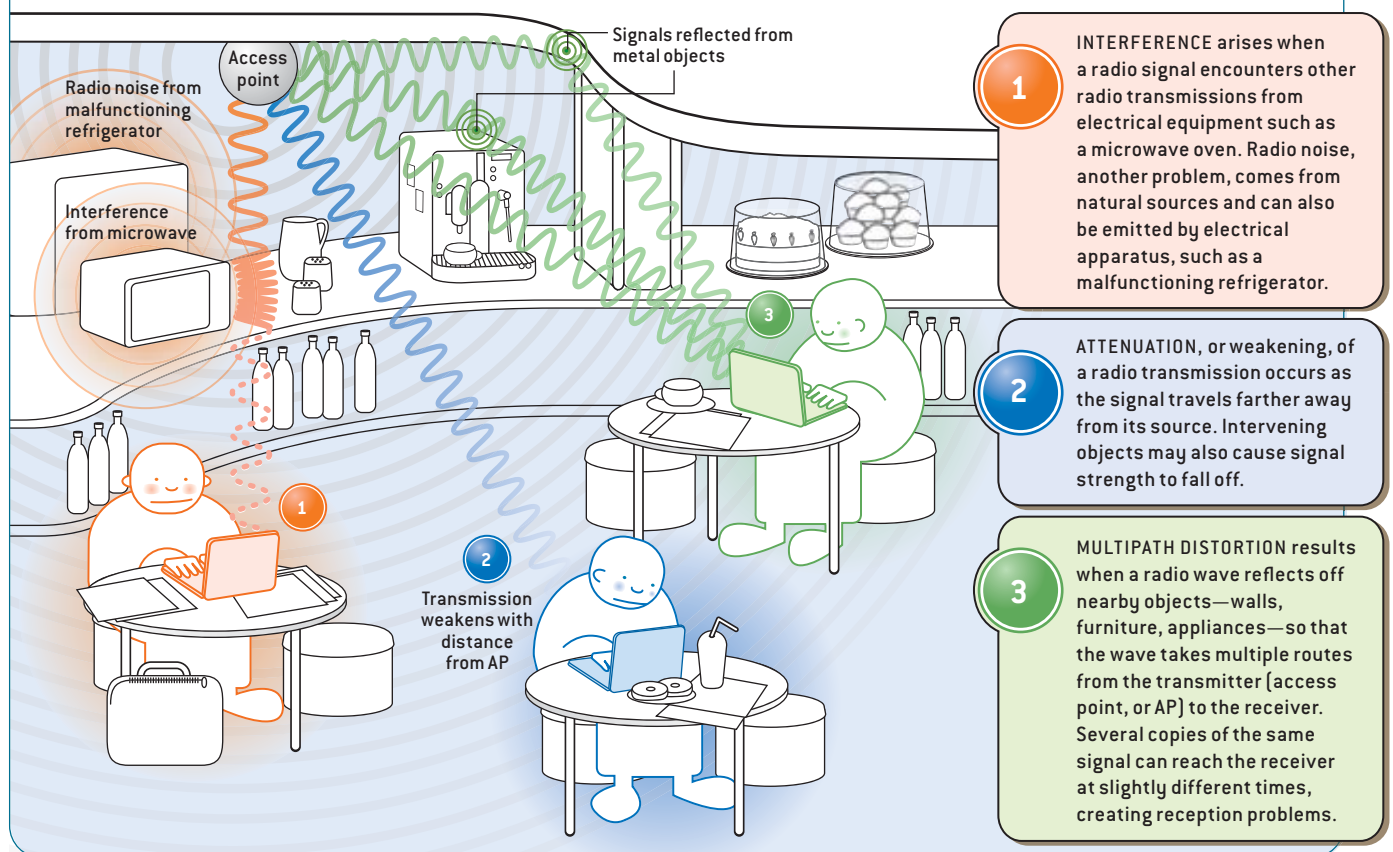 Access
point
Signals reflected from
metal objects
Radio noise from
malfunctioning
refrigerator
Interference
from microwave
1
2
Transmission
weakens with
distance
from AP
3
1
INTERFERENCE arises when
a radio signal encounters other
radio transmissions from
electrical equipment such as
a microwave oven. Radio noise,
another problem, comes from
natural sources and can also
be emitted by electrical
apparatus, such as a
malfunctioning refrigerator.
2
ATTENUATION, or weakening, of
a radio transmission occurs as
the signal travels farther away
from its source. Intervening
objects may also cause signal
strength to fall off.
3
MULTIPATH DISTORTION results
when a radio wave reflects off
nearby objects—walls,
furniture, appliances—so that
the wave takes multiple routes
from the transmitter (access
point, or AP) to the receiver.
Several copies of the same
signal can reach the receiver
at slightly different times,
creating reception problems.